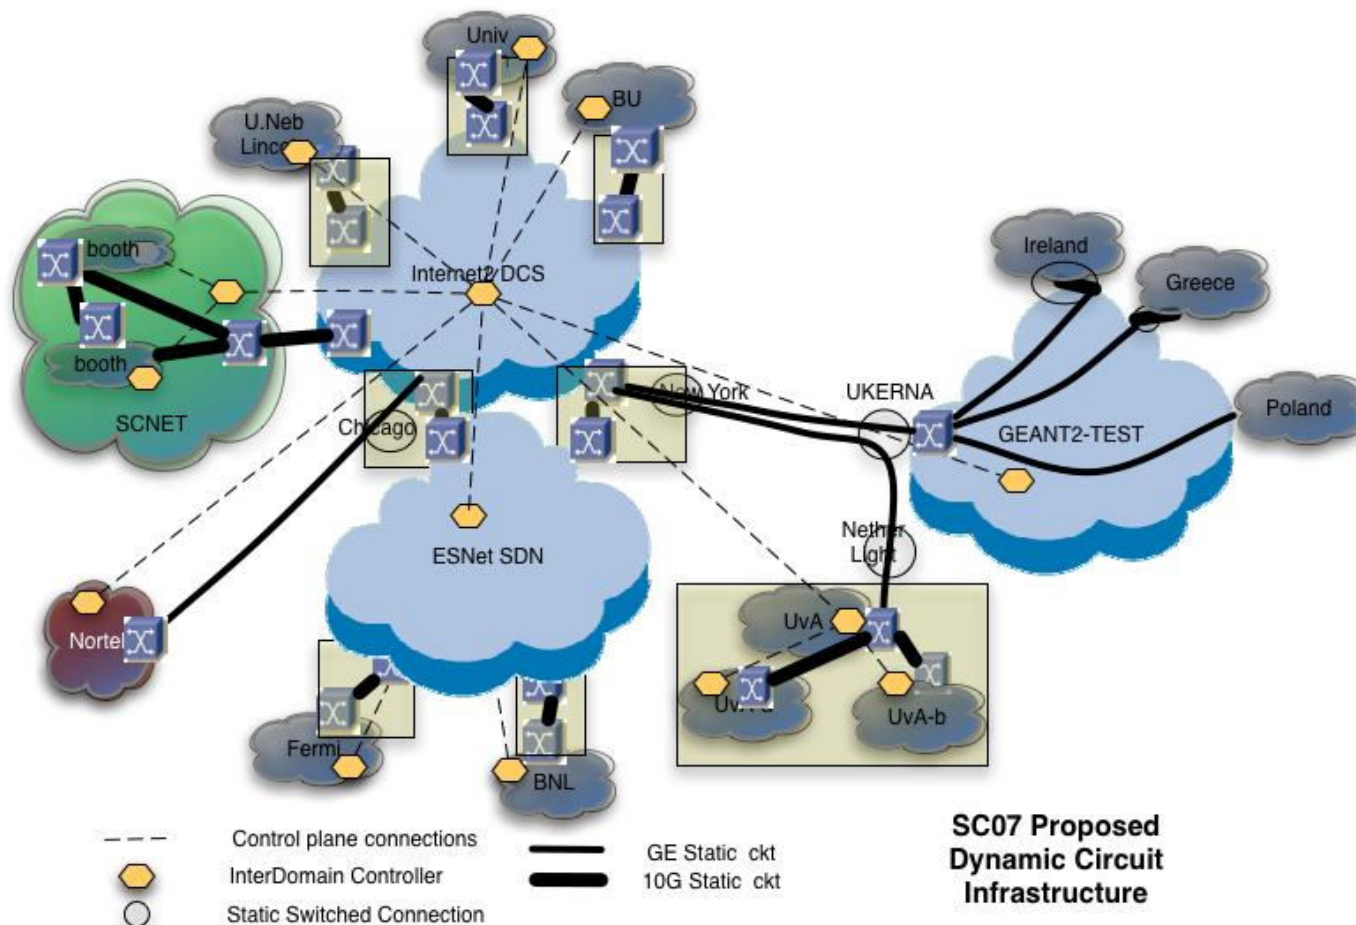 Univ
BU
U.Neb
Internet2 DCS
booth
booth
SCNET
Ireland
Greece
Chicago
New York
UKERNA
GEANT2-TEST
Poland
ESNet SDN
Nether
Light
Nortel
UvA
UvA-b
Fermi
BNL
Control plane connections
InterDomain Controller
Static Switched Connection
GE Static ckt
10G Static ckt
SC07 Proposed
Dynamic Circuit
Infrastructure